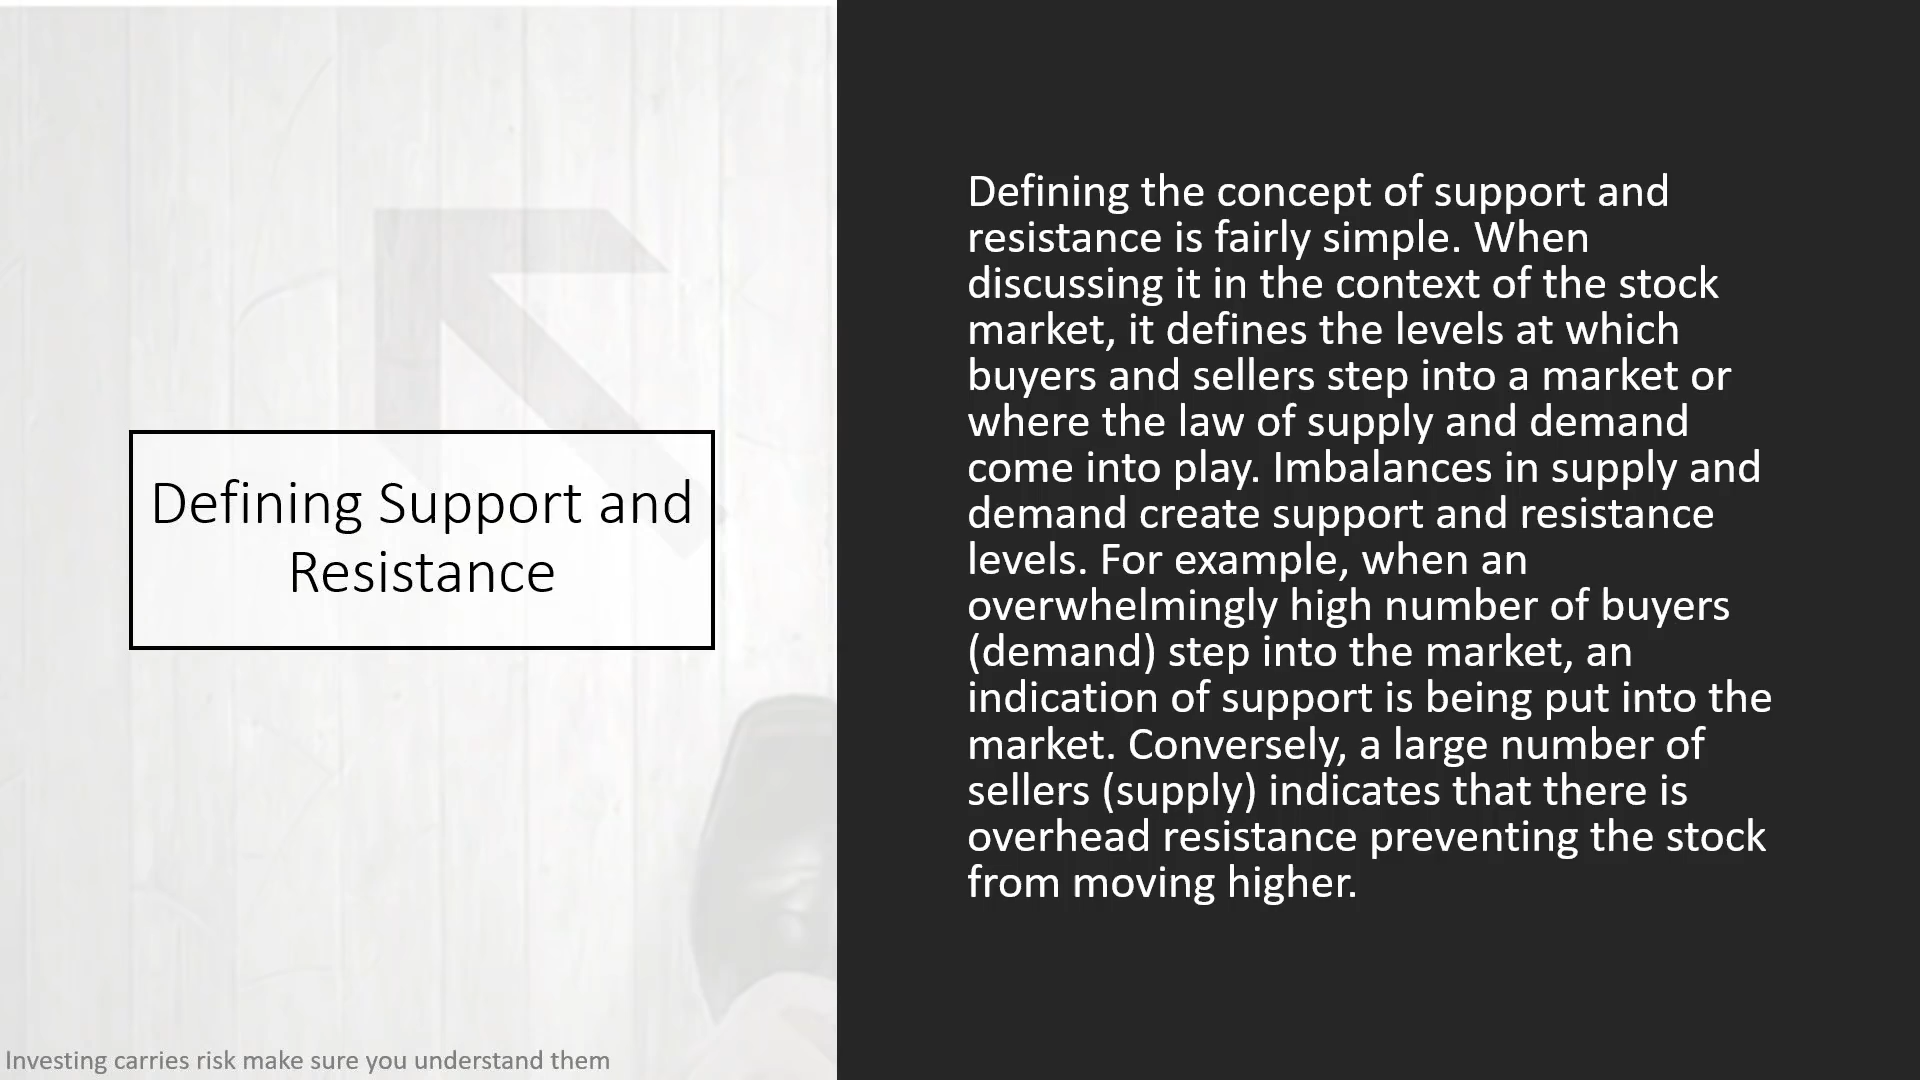 Defining Support and
Resistance
Defining the concept of support and
resistance is fairly simple. When
discussing it in the context of the stock
market, it defines the levels at which
buyers and sellers step into a market or
where the law of supply and demand
come into play. Imbalances in supply and
demand create support and resistance
levels. For example, when an
overwhelmingly high number of buyers
(demand) step into the market, an
indication of support is being put into the
market. Conversely, a large number of
sellers (supply) indicates that there is
overhead resistance preventing the stock
from moving higher.
Investing carries risk make sure you understand them